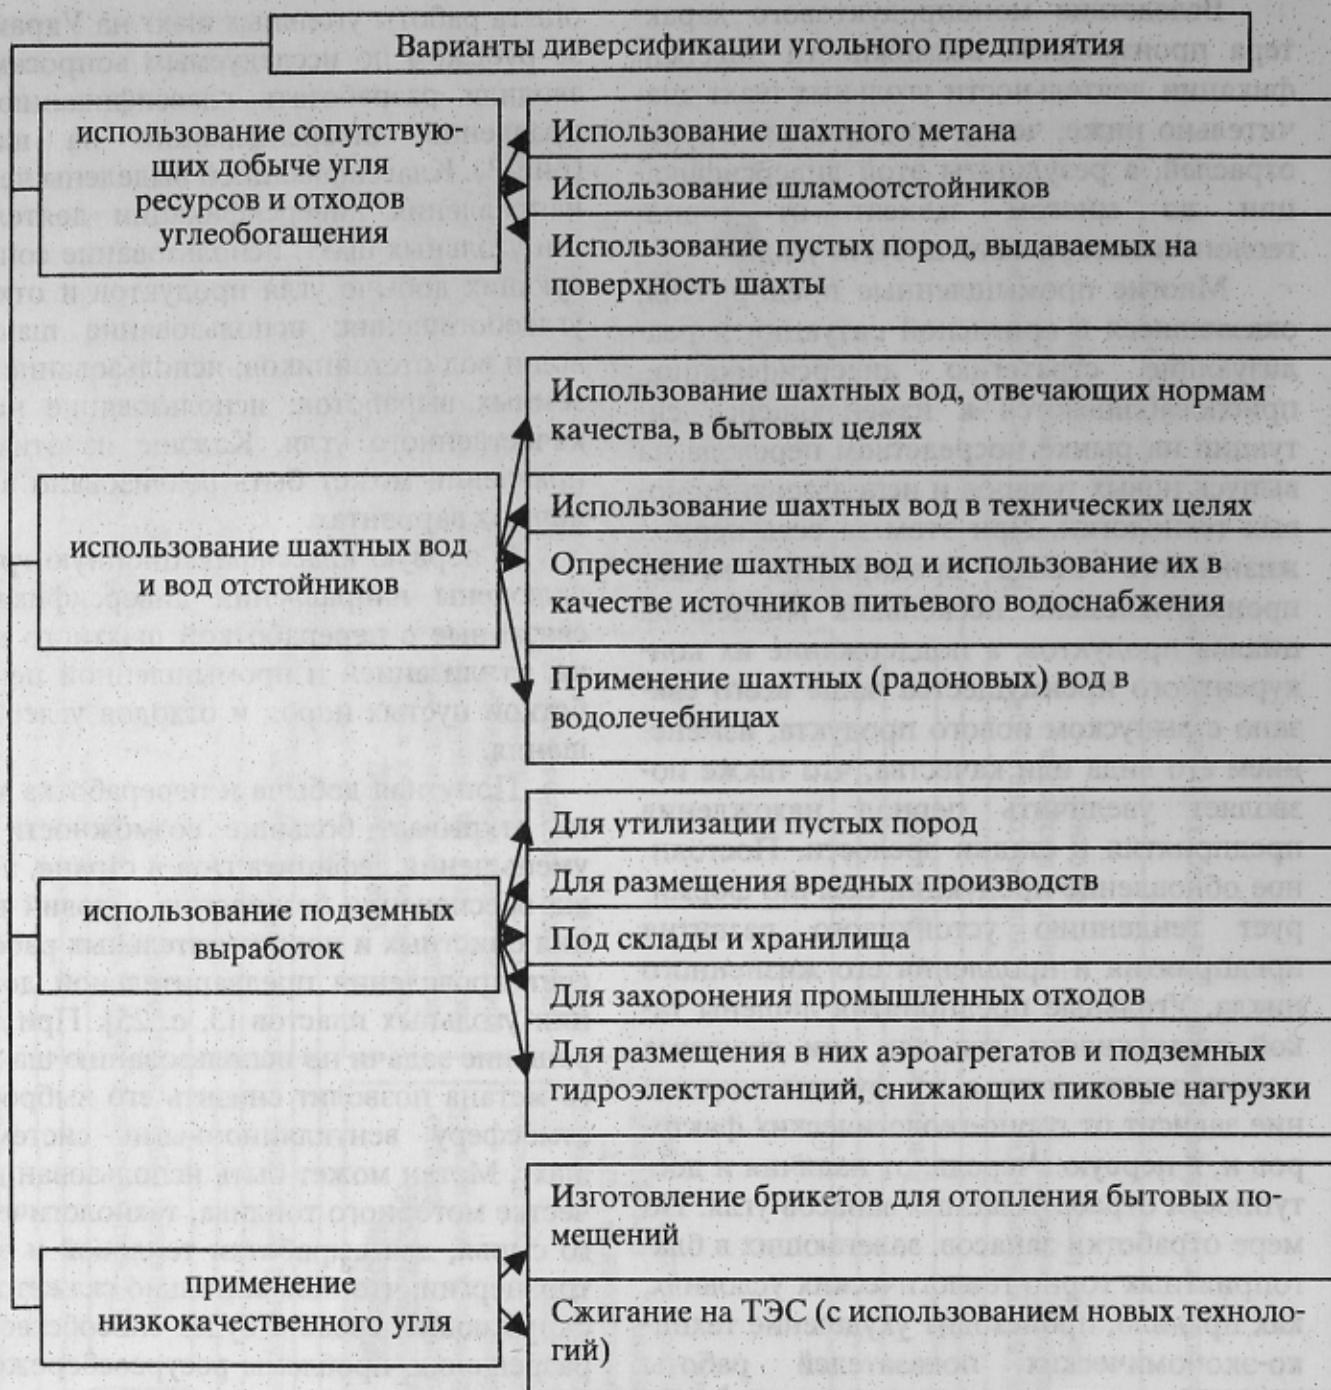 Варианты диверсификации угольного предприятия
использование сопутствую-
щих добыче угля
ресурсов и отходов
углеобогащения
Использование шахтного метана
Использование шламоотстойников
Использование пустых пород, выдаваемых на
поверхность шахты
использование шахтных вод
и вод отстойников
Использование шахтных вод, отвечающих нормам
качества, в бытовых целях
Использование шахтных вод в технических целях
Опреснение шахтных вод и использование их в
качестве источников питьевого водоснабжения
Применение шахтных (радоновых) вод в
водолечебницах
использование подземных
выработок
Для утилизации пустых пород
Для размещения вредных производств
Под склады и хранилища
Для захоронения промышленных отходов
Для размещения в них аэроагрегатов и подземных
гидроэлектростанций, снижающих пиковые нагрузки
применение
низкокачественного угля
Изготовление брикетов для отопления бытовых по-
мещений
Сжигание на ТЭС (с использованием новых техноло-
гий)